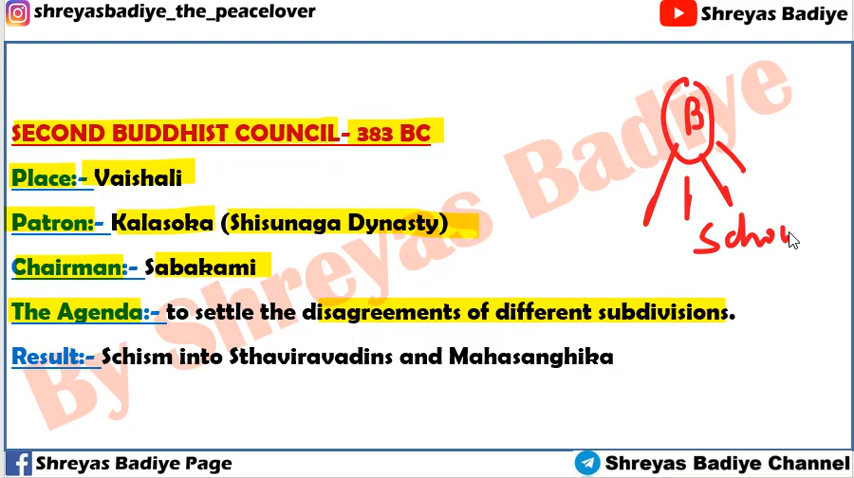 shreyasbadiye_the_peacelover
Shreyas Badiye
SECOND BUDDHIST COUNCIL- 383 BC
B
Place:- Vaishali
Patron:- Kalasoka (Shisunaga Dynasty)
Chairman:- Sabakami
The Agenda:- to settle the disagreements of different subdivisions.
Result:- Schism into Sthaviravadins and Mahasanghika
By Shreyas Badiye
Shreyas Badiye Page
Shreyas Badiye Channel